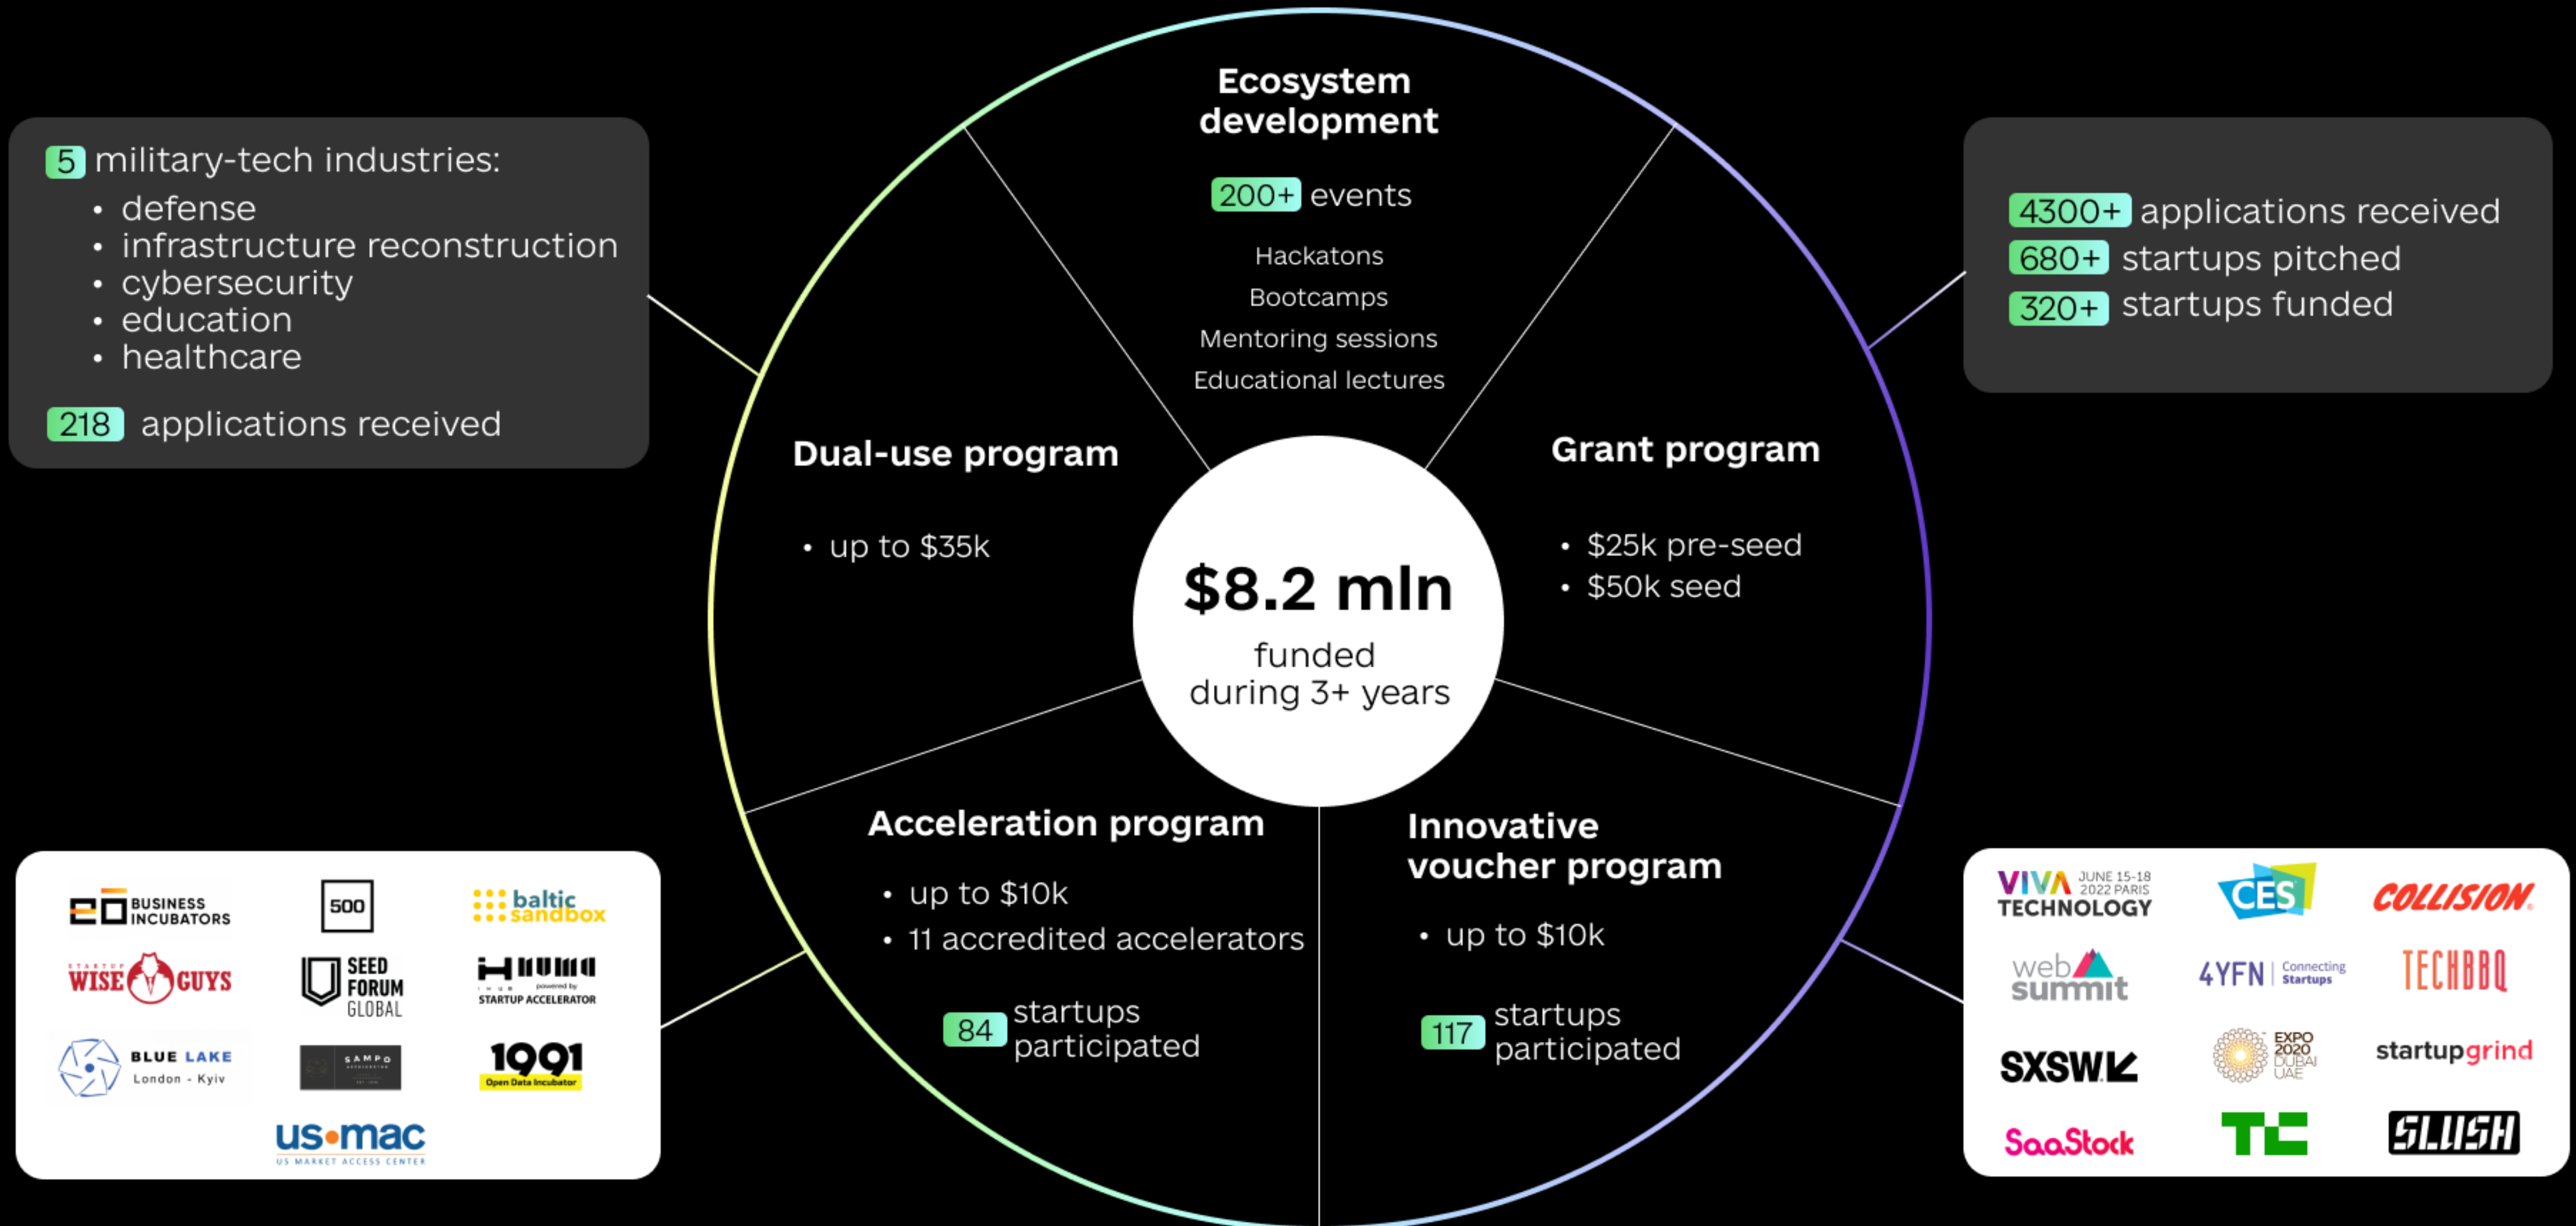 Ecosystem
development
200+ events
Hackatons
Bootcamps
Mentoring sessions
Educational lectures
5 military-tech industries:
• defense
• infrastructure reconstruction
• cybersecurity
• education
• healthcare
218 applications received
4300+ applications received
680+ startups pitched
320+ startups funded
Dual-use program
• up to $35k
Grant program
• $25k pre-seed
• $50k seed
$8.2 mln
funded
during 3+ years
Acceleration program
• up to $10k
• 11 accredited accelerators
84 startups
participated
Innovative
voucher program
• up to $10k
117 startups
participated
BUSINESS
INCUBATORS
500
baltic
sandbox
STARTUP
WISE GUYS
SEED
FORUM
GLOBAL
IHUB
NUMA
powered by
STARTUP ACCELERATOR
BLUE LAKE
London - Kyiv
SAMPO
1991
Open Data Incubator
us•mac
US MARKET ACCESS CENTER
VIVA JUNE 15-18
2022 PARIS
TECHNOLOGY
CES
COLLISION
web
summit
4YFN | Connecting
Startups
TECHBBQ
SXSW
EXPO
2020
DUBAI
UAE
startupgrind
SaaStock
TC
SLUSH